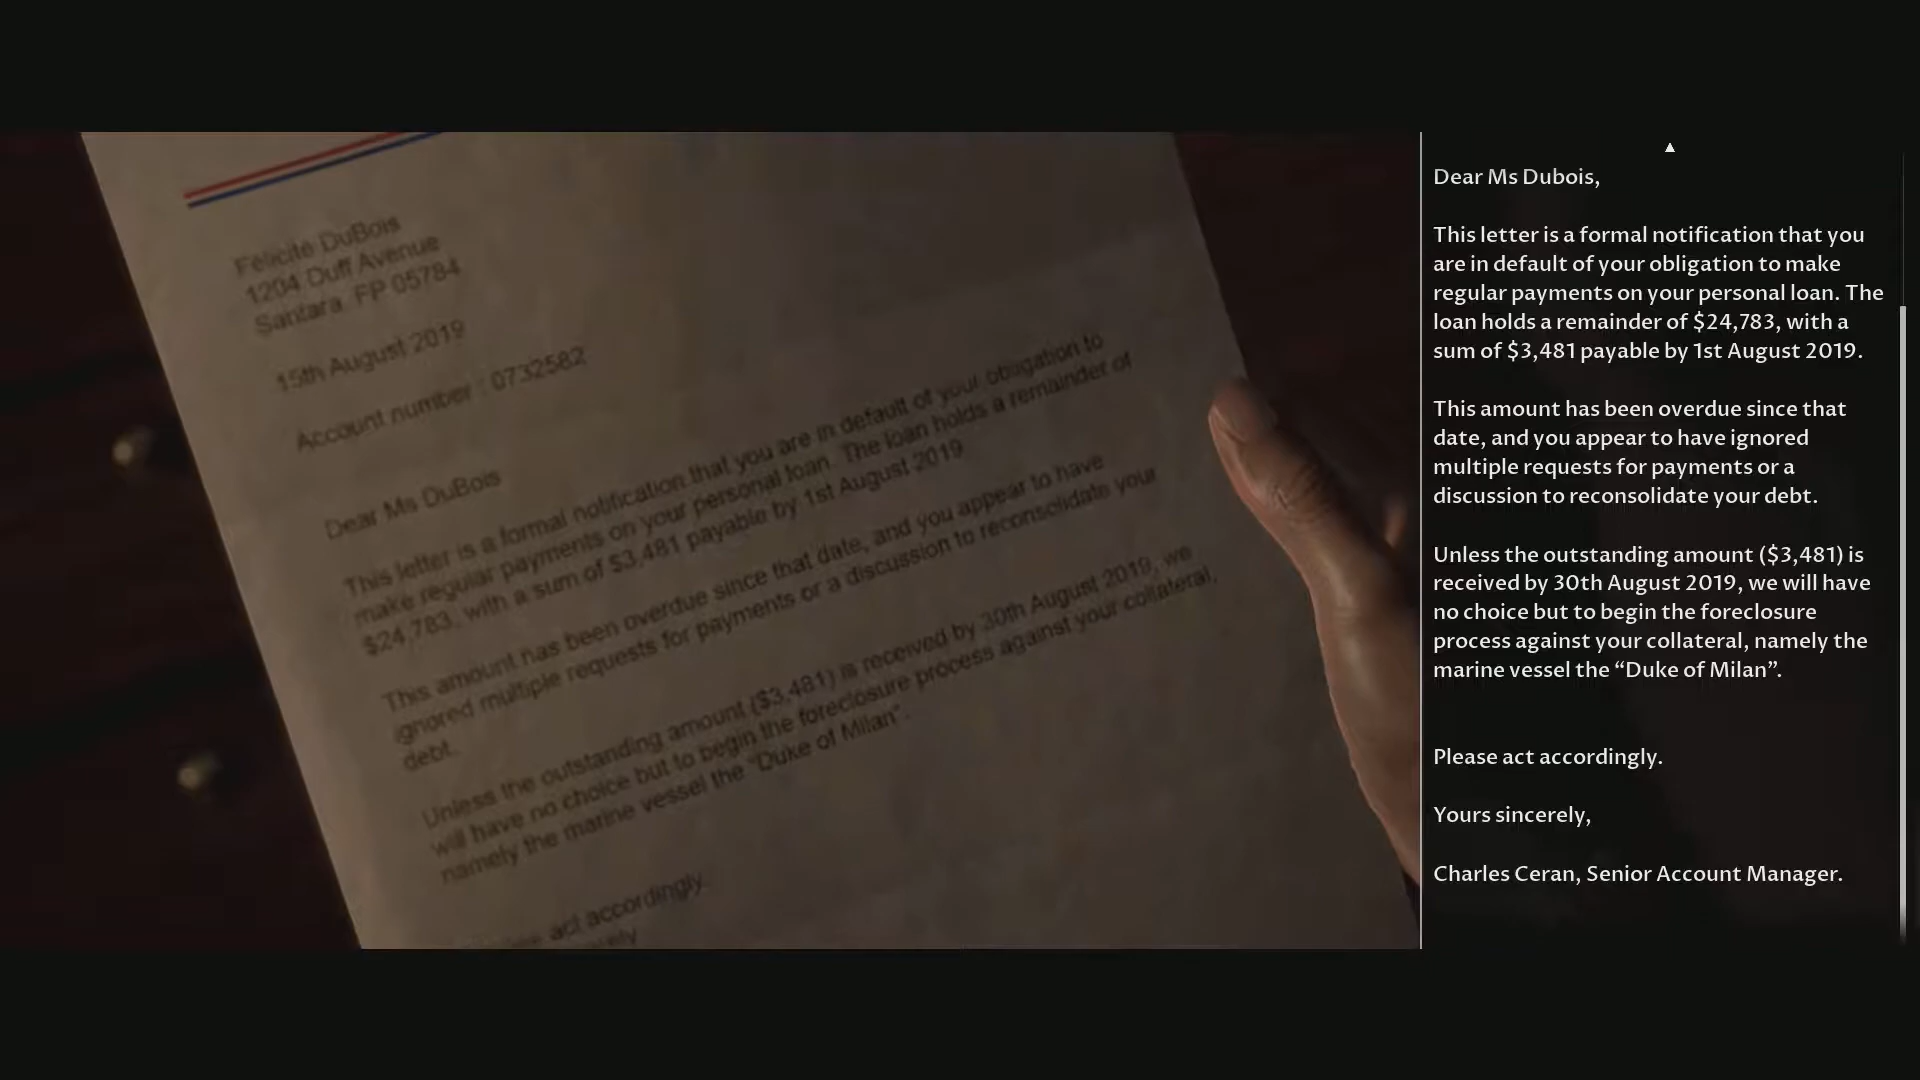 Félicité DuBois
1204 Duff Avenue
Santara FP 05784
15th August 2019
Account number : 0732582
Dear Ms DuBois
This letter is a formal notification that you are in default of your obligation to
make regular payments on your personal loan. The loan holds a remainder of
$24,783, with a sum of $3,481 payable by 1st August 2019
This amount has been overdue since that date, and you appear to have
ignored multiple requests for payments or a discussion to reconsolidate your
debt.
Unless the outstanding amount ($3,481) is received by 30th August 2019, we
will have no choice but to begin the foreclosure process against your collateral,
namely the marine vessel the "Duke of Milan".
act accordingly
Dear Ms Dubois,
This letter is a formal notification that you
are in default of your obligation to make
regular payments on your personal loan. The
loan holds a remainder of $24,783, with a
sum of $3,481 payable by 1st August 2019.
This amount has been overdue since that
date, and you appear to have ignored
multiple requests for payments or a
discussion to reconsolidate your debt.
Unless the outstanding amount ($3,481) is
received by 30th August 2019, we will have
no choice but to begin the foreclosure
process against your collateral, namely the
marine vessel the “Duke of Milan”.
Please act accordingly.
Yours sincerely,
Charles Ceran, Senior Account Manager.